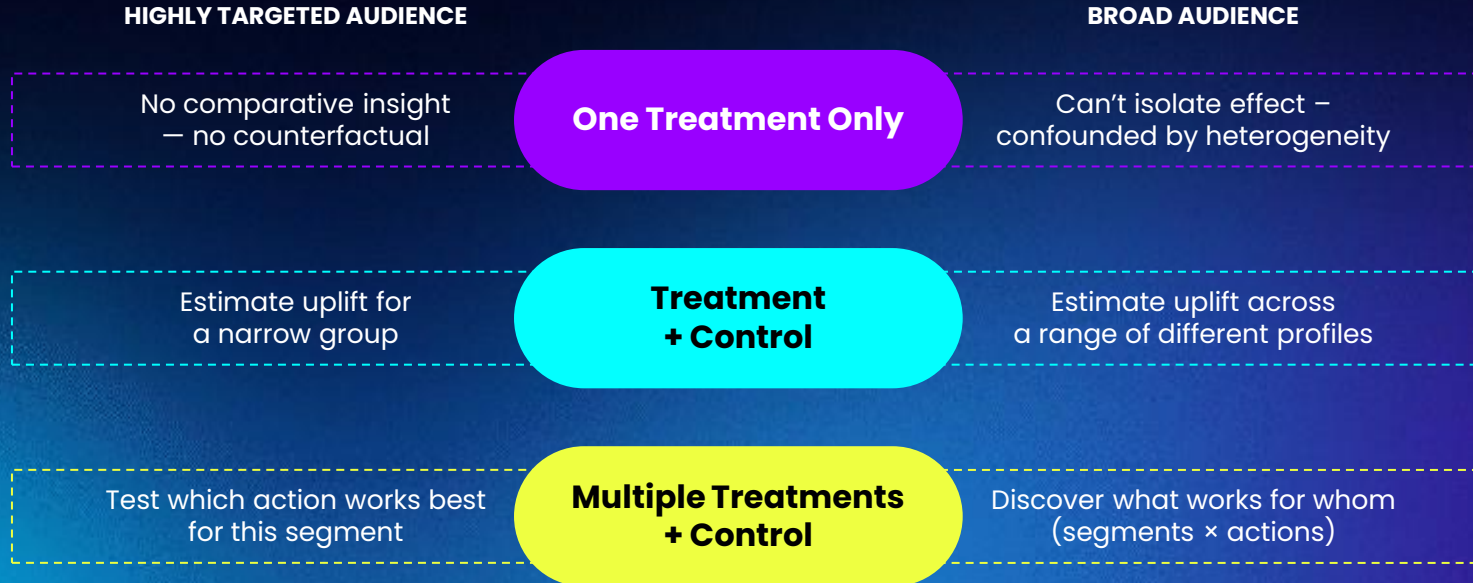 HIGHLY TARGETED AUDIENCE
BROAD AUDIENCE
No comparative insight
— no counterfactual
One Treatment Only
Can’t isolate effect –
confounded by heterogeneity
Estimate uplift for
a narrow group
Treatment
+ Control
Estimate uplift across
a range of different profiles
Test which action works best
for this segment
Multiple Treatments
+ Control
Discover what works for whom
(segments × actions)